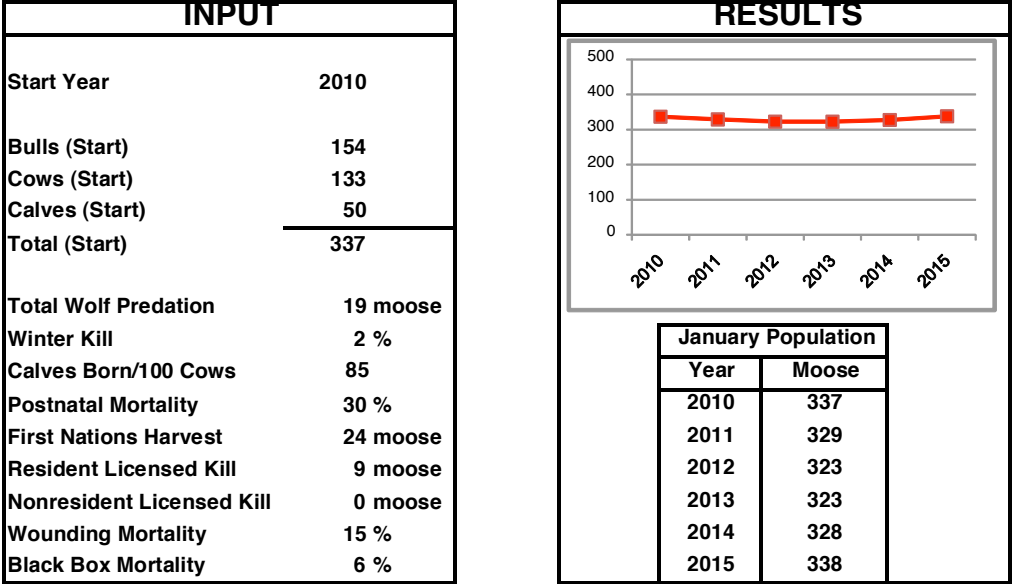 INPUT
Start Year 2010
Bulls (Start) 154
Cows (Start) 133
Calves (Start) 50
Total (Start) 337
Total Wolf Predation 19 moose
Winter Kill 2 %
Calves Born/100 Cows 85
Postnatal Mortality 30 %
First Nations Harvest 24 moose
Resident Licensed Kill 9 moose
Nonresident Licensed Kill 0 moose
Wounding Mortality 15 %
Black Box Mortality 6 %
RESULTS
500
400
300
200
100
0
2010 2011 2012 2013 2014 2015
January Population
Year Moose
2010 337
2011 329
2012 323
2013 323
2014 328
2015 338